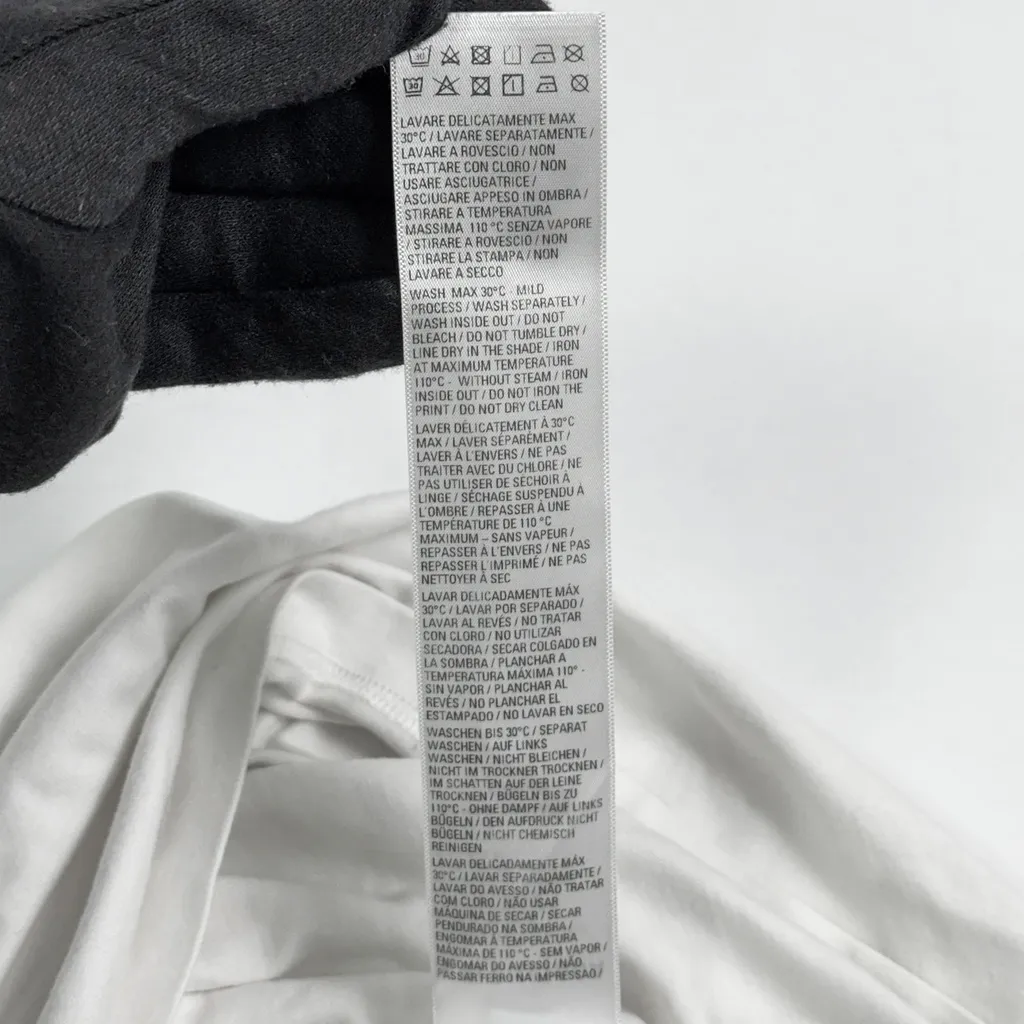 30
30
LAVARE DELICATAMENTE MAX
30°C / LAVARE SEPARATAMENTE /
LAVARE A ROVESCIO / NON
TRATTARE CON CLORO / NON
USARE ASCIUGATRICE /
ASCIUGARE APPESO IN OMBRA /
STIRARE A TEMPERATURA
MASSIMA 110 °C SENZA VAPORE
/ STIRARE A ROVESCIO / NON
STIRARE LA STAMPA / NON
LAVARE A SECCO
WASH MAX 30°C - MILD
PROCESS / WASH SEPARATELY /
WASH INSIDE OUT / DO NOT
BLEACH / DO NOT TUMBLE DRY /
LINE DRY IN THE SHADE / IRON
AT MAXIMUM TEMPERATURE
110°C - WITHOUT STEAM / IRON
INSIDE OUT / DO NOT IRON THE
PRINT / DO NOT DRY CLEAN
LAVER DÉLICATEMENT À 30°C
MAX / LAVER SÉPARÉMENT /
LAVER À L'ENVERS / NE PAS
TRAITER AVEC DU CHLORE / NE
PAS UTILISER DE SÉCHOIR À
LINGE / SÉCHAGE SUSPENDU À
L'OMBRE / REPASSER À UNE
TEMPÉRATURE DE 110 °C
MAXIMUM – SANS VAPEUR /
REPASSER À L'ENVERS / NE PAS
REPASSER L'IMPRIMÉ / NE PAS
NETTOYER À SEC
LAVAR DELICADAMENTE MÁX
30°C / LAVAR POR SEPARADO /
LAVAR AL REVÉS / NO TRATAR
CON CLORO / NO UTILIZAR
SECADORA / SECAR COLGADO EN
LA SOMBRA / PLANCHAR A
TEMPERATURA MÁXIMA 110° -
SIN VAPOR / PLANCHAR AL
REVÉS / NO PLANCHAR EL
ESTAMPADO / NO LAVAR EN SECO
WASCHEN BIS 30°C / SEPARAT
WASCHEN / AUF LINKS
WASCHEN / NICHT BLEICHEN /
NICHT IM TROCKNER TROCKNEN /
IM SCHATTEN AUF DER LEINE
TROCKNEN / BÜGELN BIS ZU
110°C - OHNE DAMPF / AUF LINKS
BÜGELN / DEN AUFDRUCK NICHT
BÜGELN / NICHT CHEMISCH
REINIGEN
LAVAR DELICADAMENTE MÁX
30°C / LAVAR SEPARADAMENTE /
LAVAR DO AVESSO / NÃO TRATAR
COM CLORO / NÃO USAR
MÁQUINA DE SECAR / SECAR
PENDURADO NA SOMBRA /
ENGOMAR À TEMPERATURA
MÁXIMA DE 110 °C - SEM VAPOR /
ENGOMAR DO AVESSO / NÃO
PASSAR FERRO NA IMPRESSÃO /